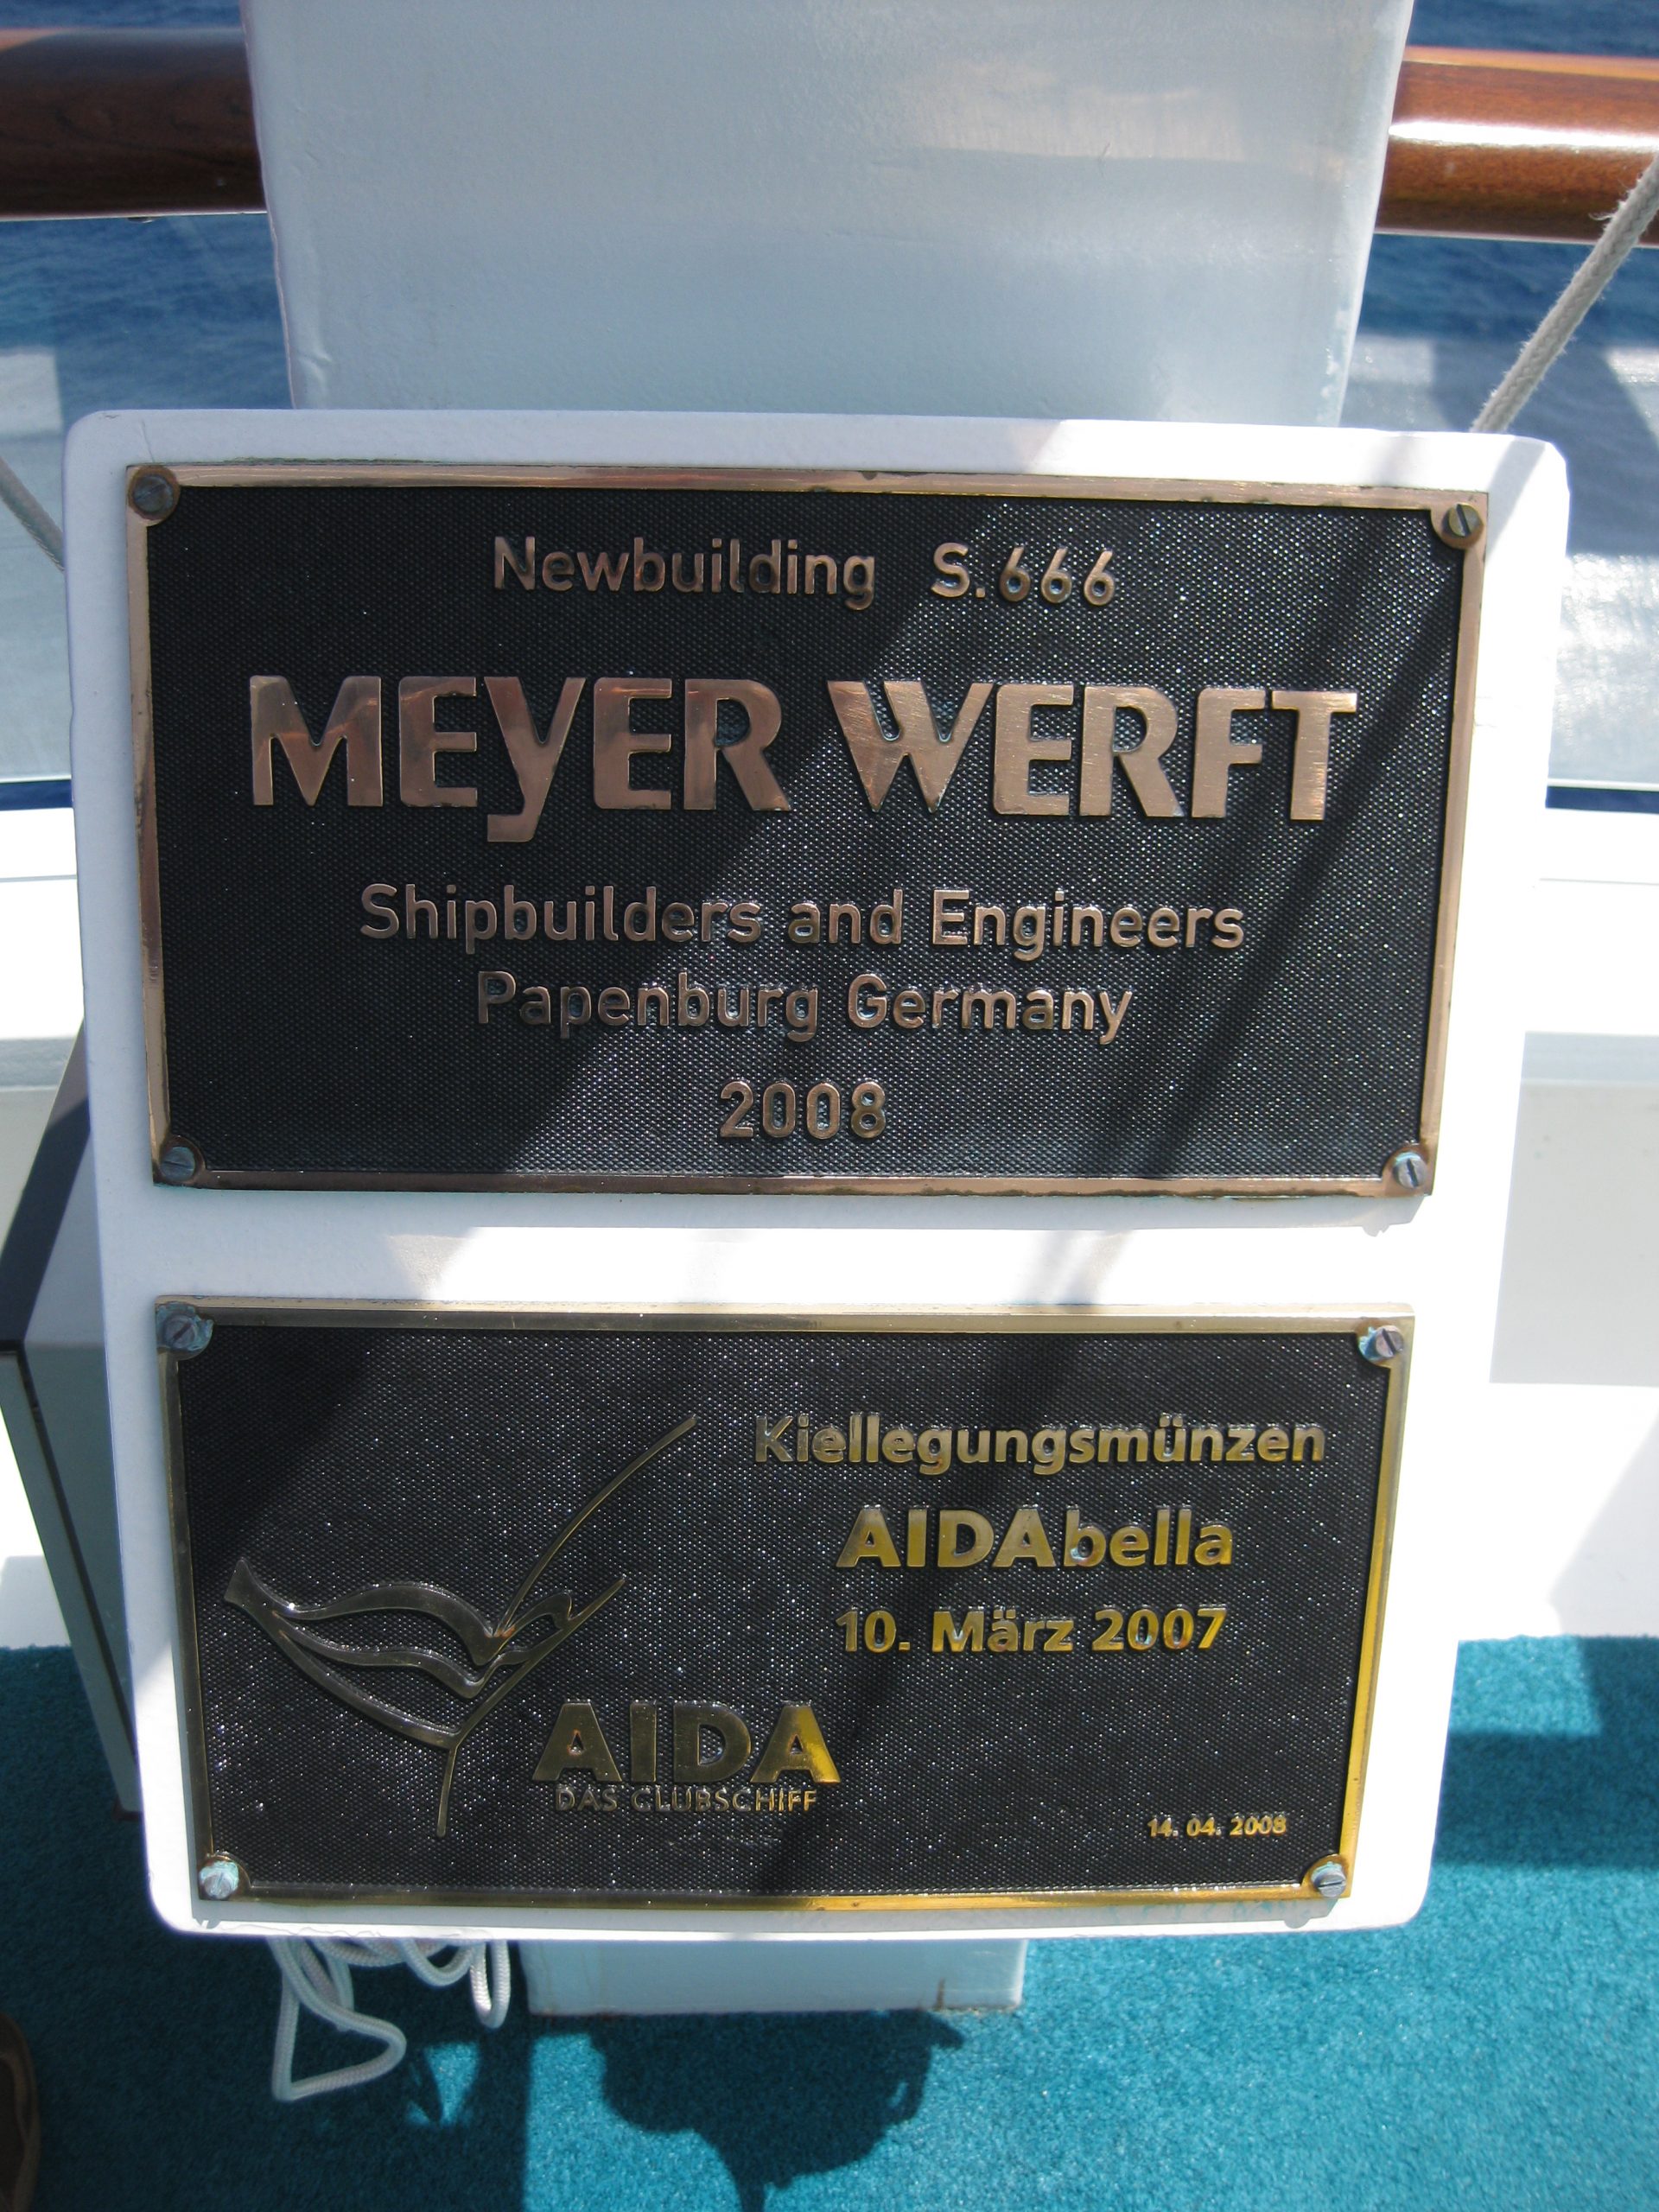 Newbuilding S.666
MEYER WERFT
Shipbuilders and Engineers
Papenburg Germany
2008
Kiellegungsmünzen
AIDAbella
10. März 2007
AIDA
DAS CLUBSCHIFF
14. 04. 2008